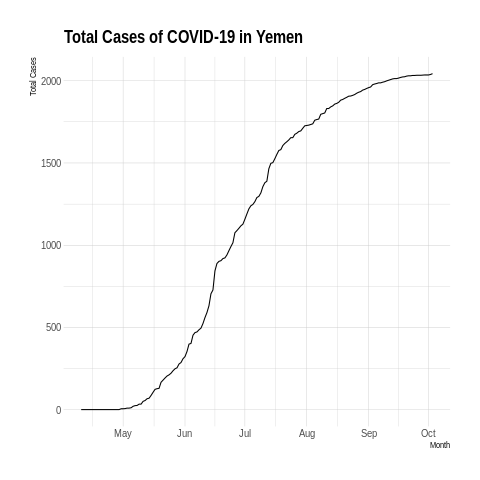 Total Cases of COVID-19 in Yemen
Total Cases
2000
1500
1000
500
0
May Jun Jul Aug Sep Oct
Month